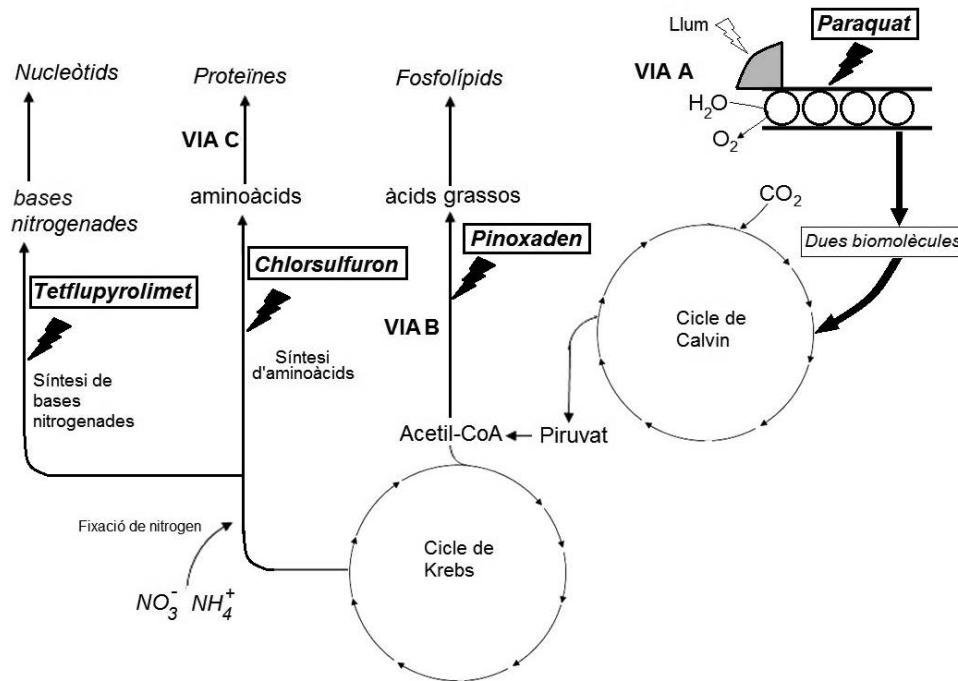 Llum
Paraquat
VIA A
H2O
O2
Nucleòtids
Proteïnes
Fosfolípids
VIA C
bases
nitrogenades
aminoàcids
àcids grassos
CO2
Dues biomolècules
Tetflupyrolimet
Chlorsulfuron
Pinoxaden
VIA B
Cicle de
Calvin
Síntesi de
bases
nitrogenades
Síntesi
d'aminoàcids
Acetil-CoA
Piruvat
Fixació de nitrogen
Cicle de
Krebs
NO3- NH4+